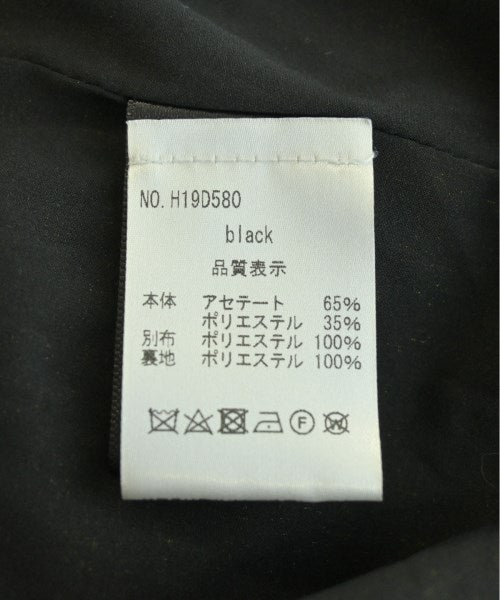 NO. H19D580
black
品質表示
本体 アセテート 65%
ポリエステル 35%
別布 ポリエステル 100%
裏地 ポリエステル 100%
F
W